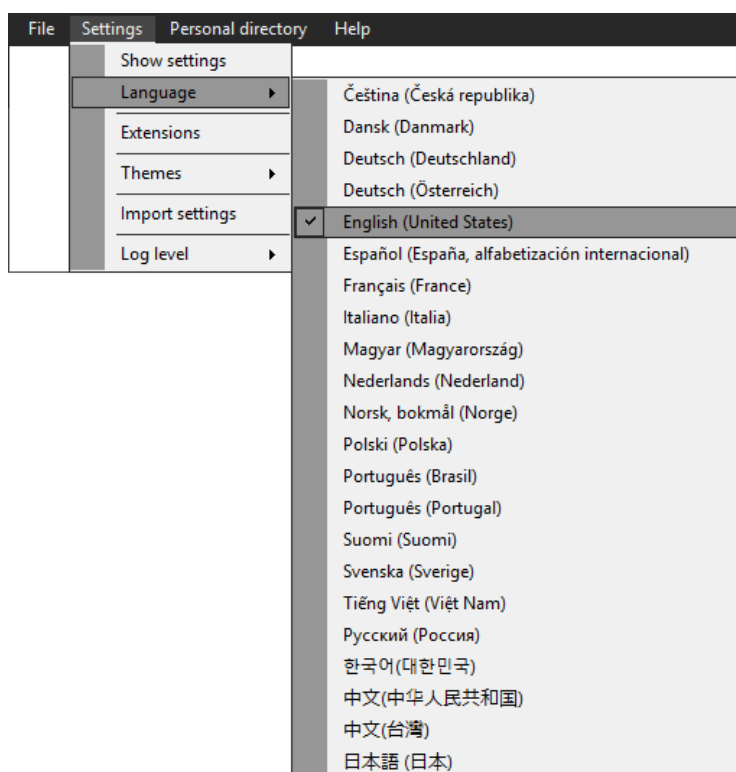 File Settings Personal directory Help
Show settings
Language
Extensions
Themes
Import settings
Log level
Čeština (Česká republika)
Dansk (Danmark)
Deutsch (Deutschland)
Deutsch (Österreich)
English (United States)
Español (España, alfabetización internacional)
Français (France)
Italiano (Italia)
Magyar (Magyarország)
Nederlands (Nederland)
Norsk, bokmål (Norge)
Polski (Polska)
Português (Brasil)
Português (Portugal)
Suomi (Suomi)
Svenska (Sverige)
Tiếng Việt (Việt Nam)
Русский (Россия)
한국어(대한민국)
中文(中华人民共和国)
中文(台灣)
日本語 (日本)